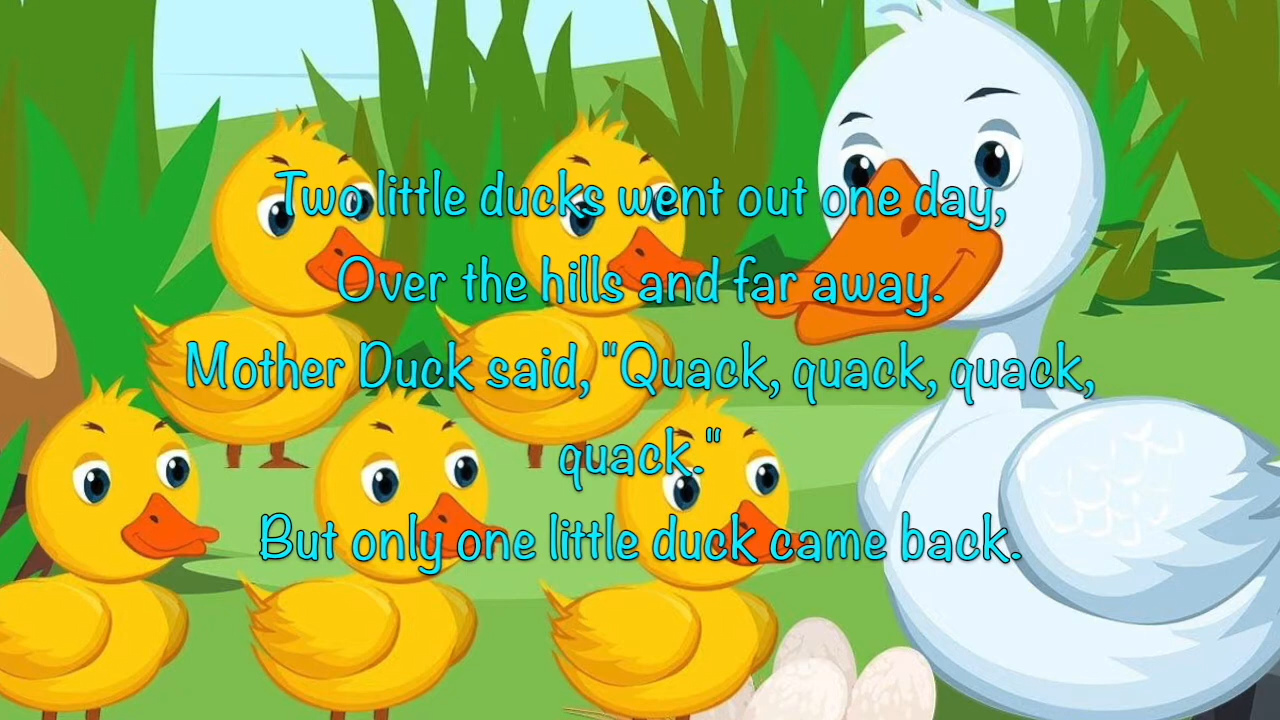 Two little ducks went out one day,
Over the hills and far away.
Mother Duck said, "Quack, quack, quack,
quack."
But only one little duck came back.